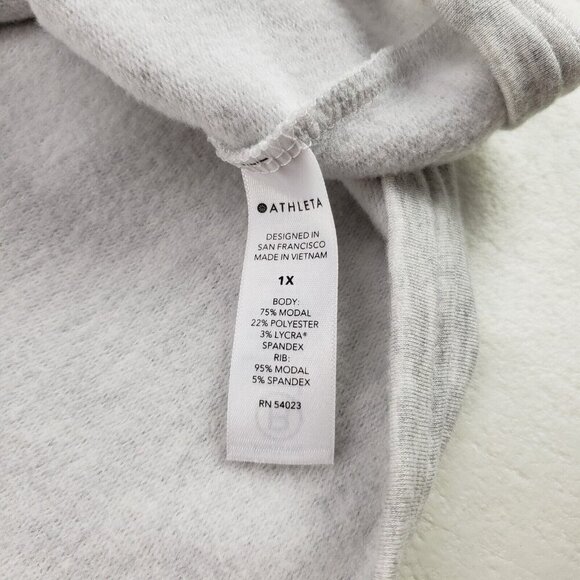 ATHLETA
DESIGNED IN
SAN FRANCISCO
MADE IN VIETNAM
1X
BODY:
75% MODAL
22% POLYESTER
3% LYCRA®
SPANDEX
RIB:
95% MODAL
5% SPANDEX
RN 54023